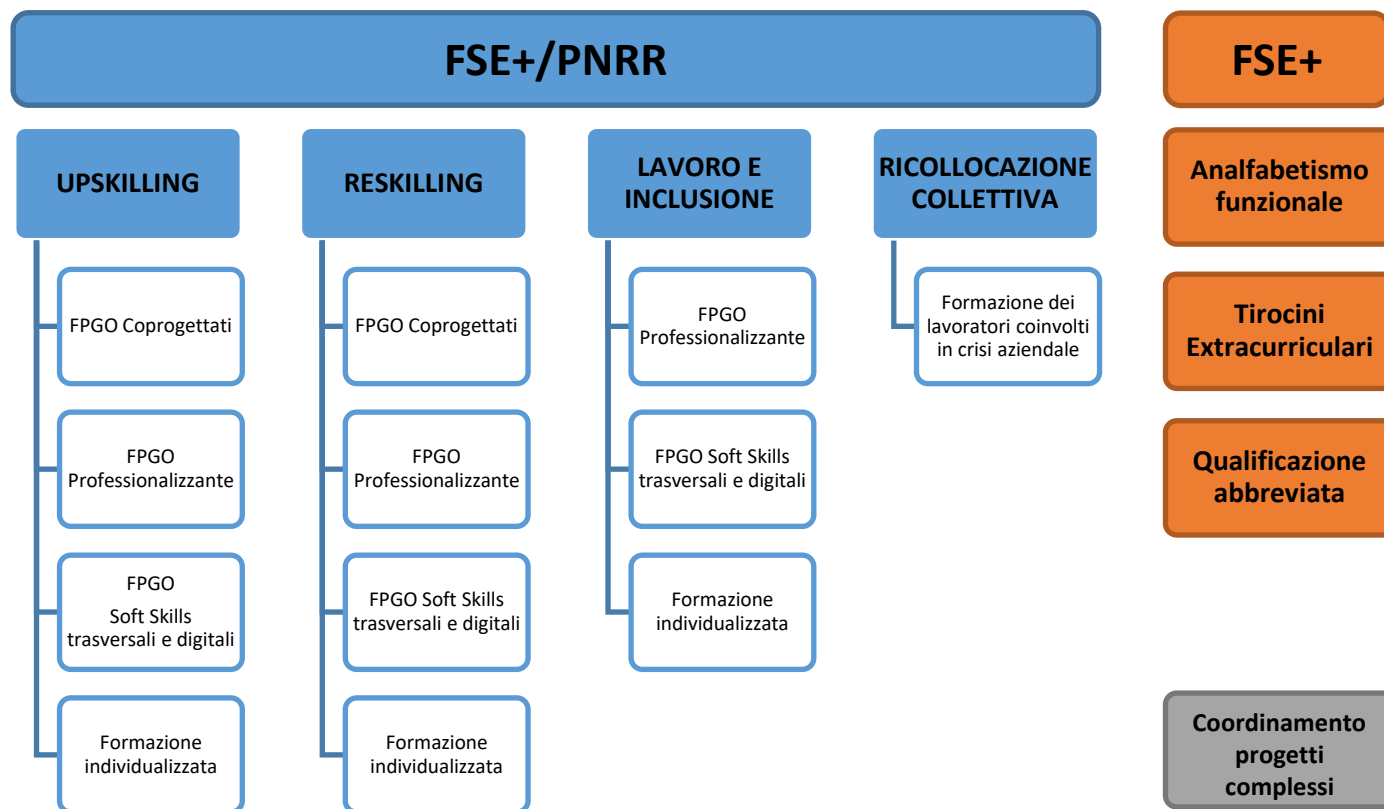 FSE+/PNRR
FSE+
UPSKILLING
RESKILLING
LAVORO E
INCLUSIONE
RICOLLOCAZIONE
COLLETTIVA
Analfabetismo
funzionale
FPGO Coprogettati
FPGO Coprogettati
FPGO
Professionalizzante
Formazione dei
lavoratori coinvolti
in crisi aziendale
Tirocini
Extracurriculari
FPGO
Professionalizzante
FPGO
Professionalizzante
FPGO Soft Skills
trasversali e digitali
Qualificazione
abbreviata
FPGO
Soft Skills
trasversali e digitali
FPGO Soft Skills
trasversali e digitali
Formazione
individualizzata
Formazione
individualizzata
Formazione
individualizzata
Coordinamento
progetti
complessi